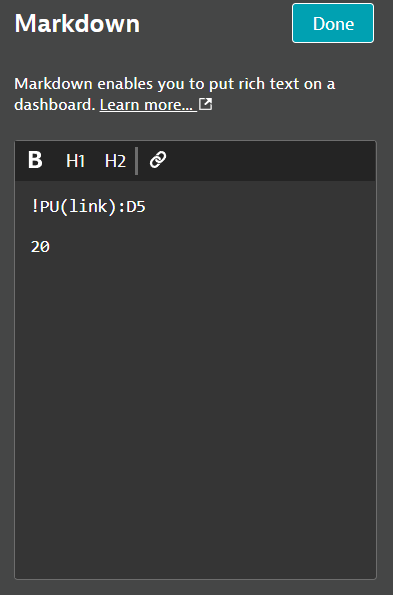 Markdown
Done
Markdown enables you to put rich text on a
dashboard. Learn more...
B H1 H2
!PU(link):D5
20